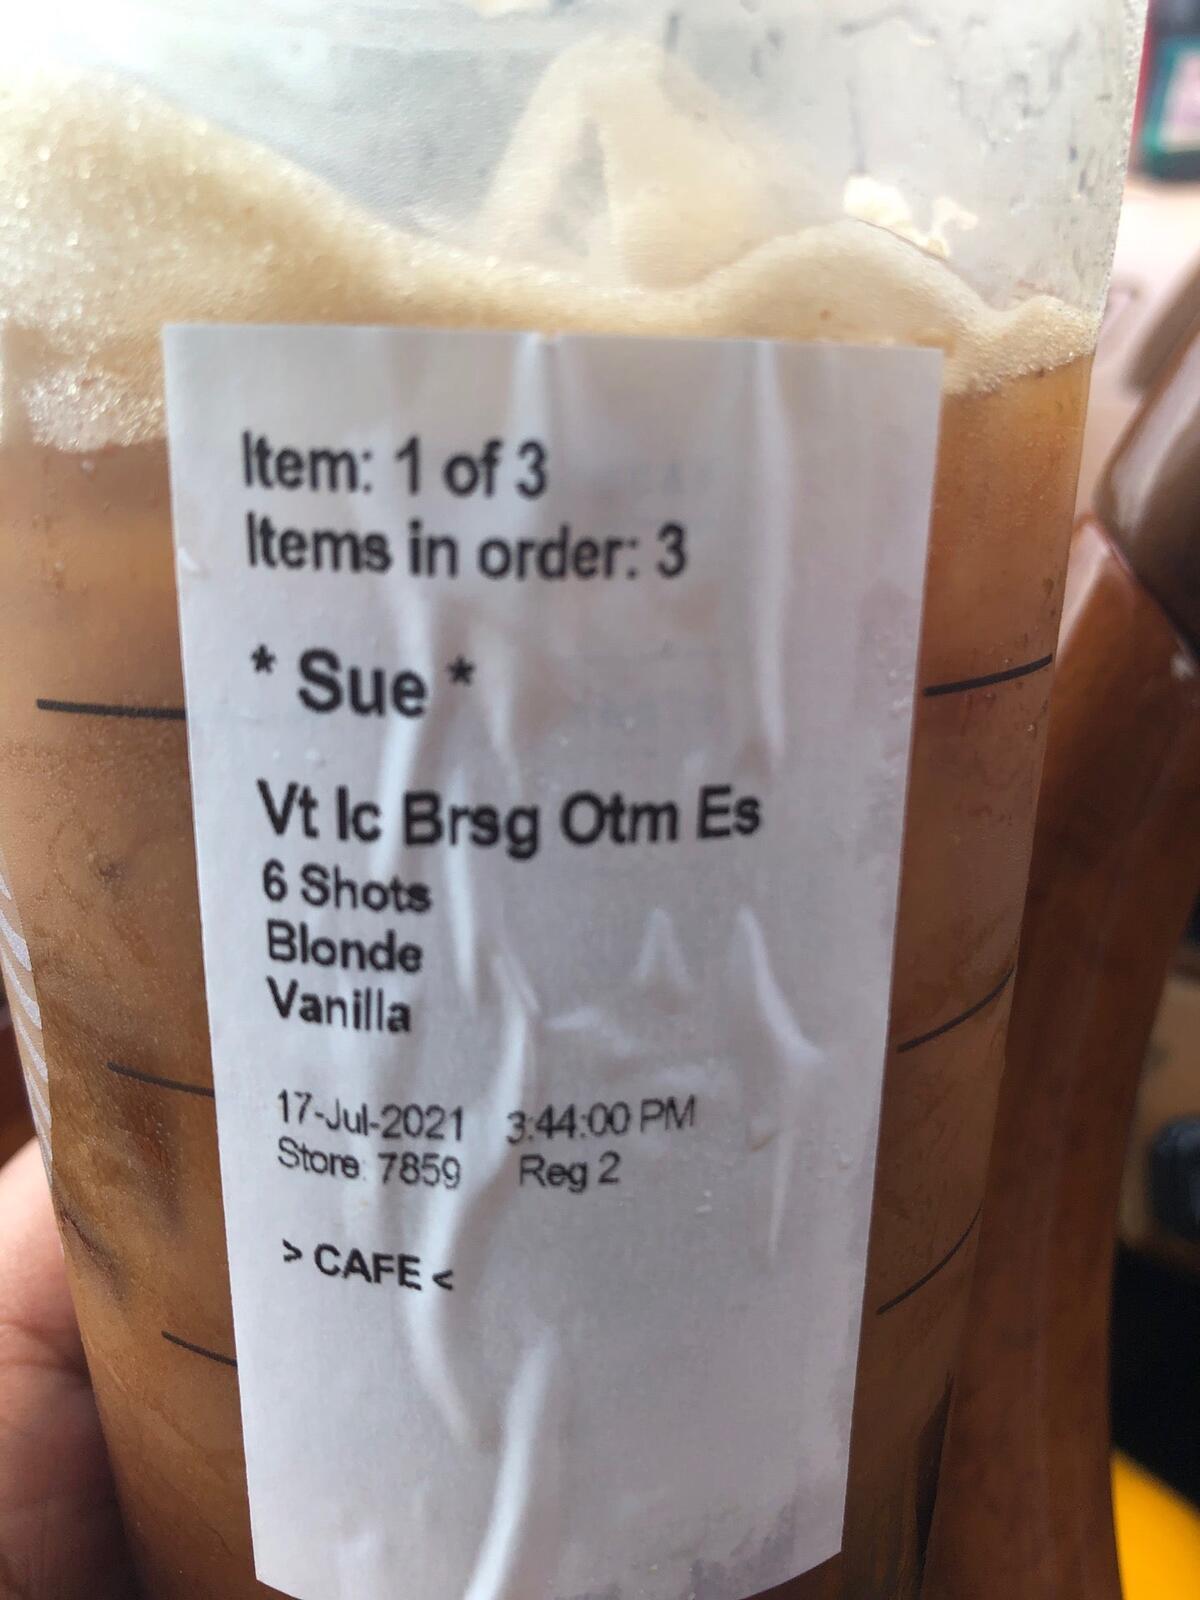 Item: 1 of 3
Items in order: 3
* Sue *
Vt Ic Brsg Otm Es
6 Shots
Blonde
Vanilla
17-Jul-2021 3:44:00 PM
Store: 7859 Reg 2
> CAFE <